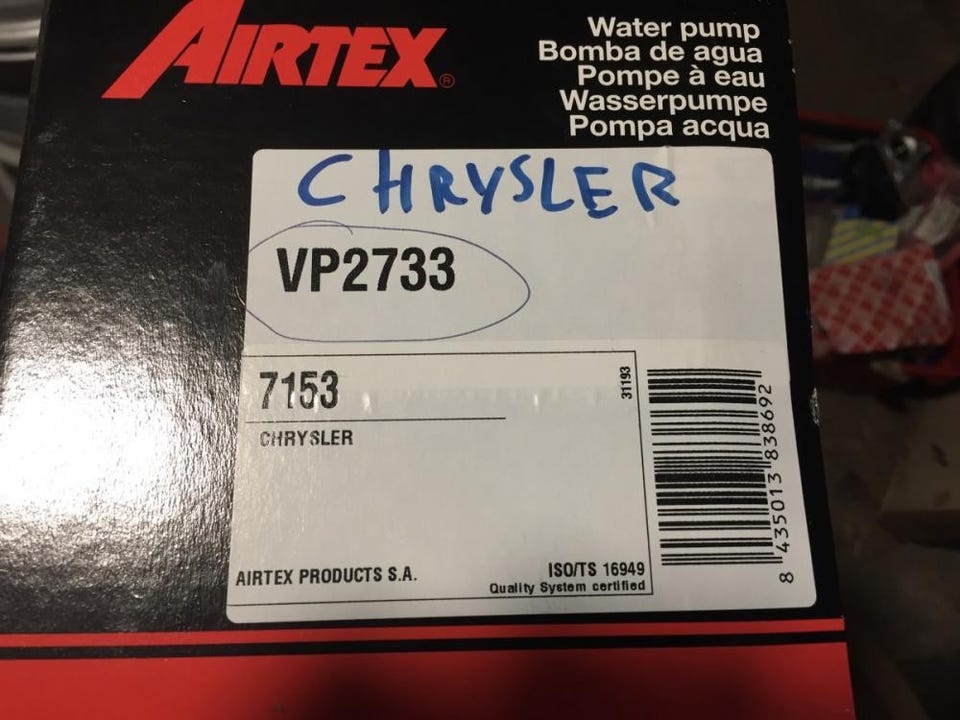 AIRTEX®
Water pump
Bomba de agua
Pompe à eau
Wasserpumpe
Pompa acqua
CHRYSLER
VP2733
7153
31193
CHRYSLER
AIRTEX PRODUCTS S.A.
ISO/TS 16949
Quality System certified
8 435013 838692